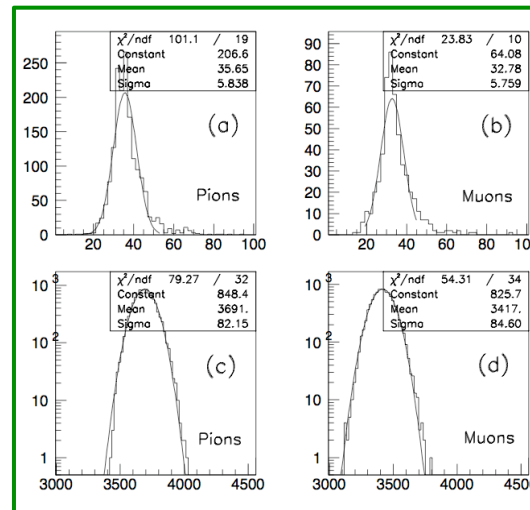 χ²/ndf 101.1 / 19
Constant 206.6
Mean 35.65
Sigma 5.838
250
200
150
100
50
0
(a)
Pions
0 20 40 60 80 100
χ²/ndf 23.83 / 10
Constant 64.08
Mean 32.78
Sigma 5.759
90
80
70
60
50
40
30
20
10
0
(b)
Muons
0 20 40 60 80 100
χ²/ndf 79.27 / 32
Constant 848.4
Mean 3691.
Sigma 82.15
10³
10²
10
1
(c)
Pions
3000 3500 4000 4500
χ²/ndf 54.31 / 34
Constant 825.7
Mean 3417.
Sigma 84.60
10³
10²
10
1
(d)
Muons
3000 3500 4000 450